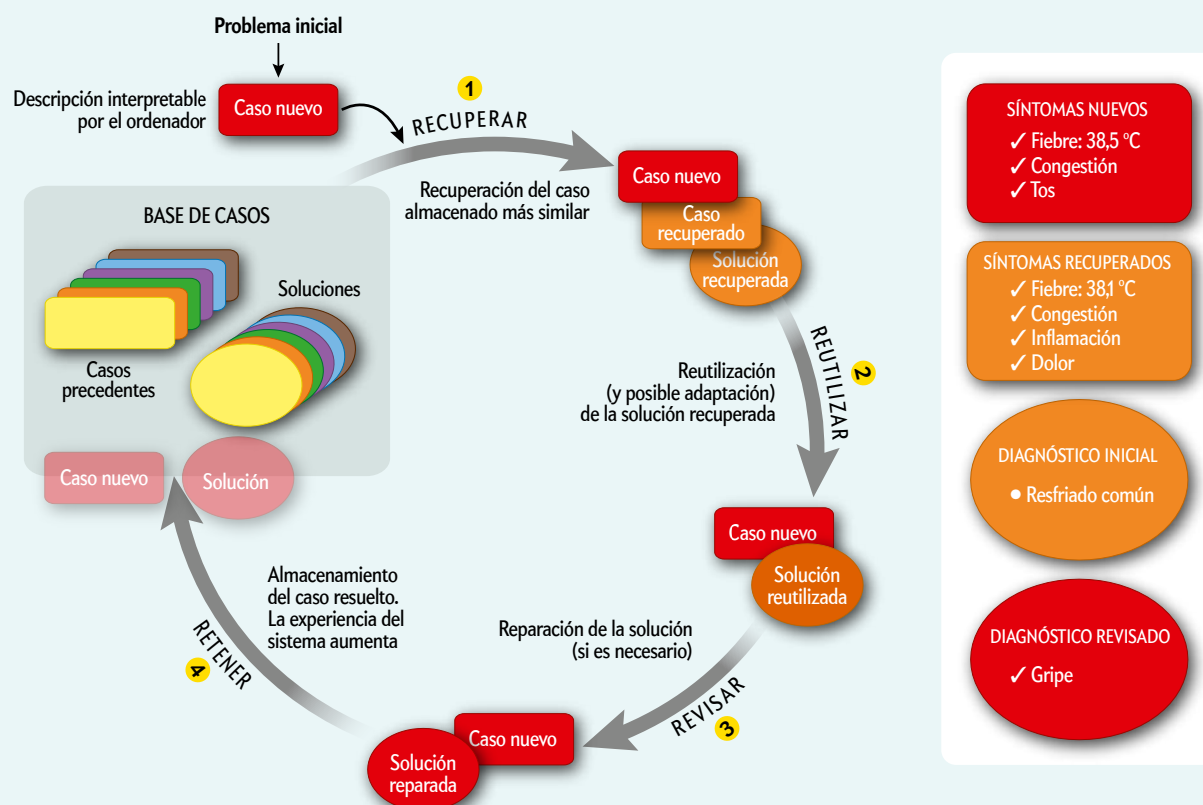 Problema inicial
Descripción interpretable
por el ordenador
Caso nuevo
1
RECUPERAR
Recuperación del caso
almacenado más similar
Caso nuevo
Caso
recuperado
Solución
recuperada
BASE DE CASOS
Soluciones
Casos
precedentes
Caso nuevo
Solución
REUTILIZAR
2
Reutilización
(y posible adaptación)
de la solución recuperada
Caso nuevo
Solución
reutilizada
Reparación de la solución
(si es necesario)
REVISAR
3
Caso nuevo
Solución
reparada
Almacenamiento
del caso resuelto.
La experiencia del
sistema aumenta
RETENER
4
SÍNTOMAS NUEVOS
✓ Fiebre: 38,5 °C
✓ Congestión
✓ Tos
SÍNTOMAS RECUPERADOS
✓ Fiebre: 38,1 °C
✓ Congestión
✓ Inflamación
✓ Dolor
DIAGNÓSTICO INICIAL
• Resfriado común
DIAGNÓSTICO REVISADO
✓ Gripe